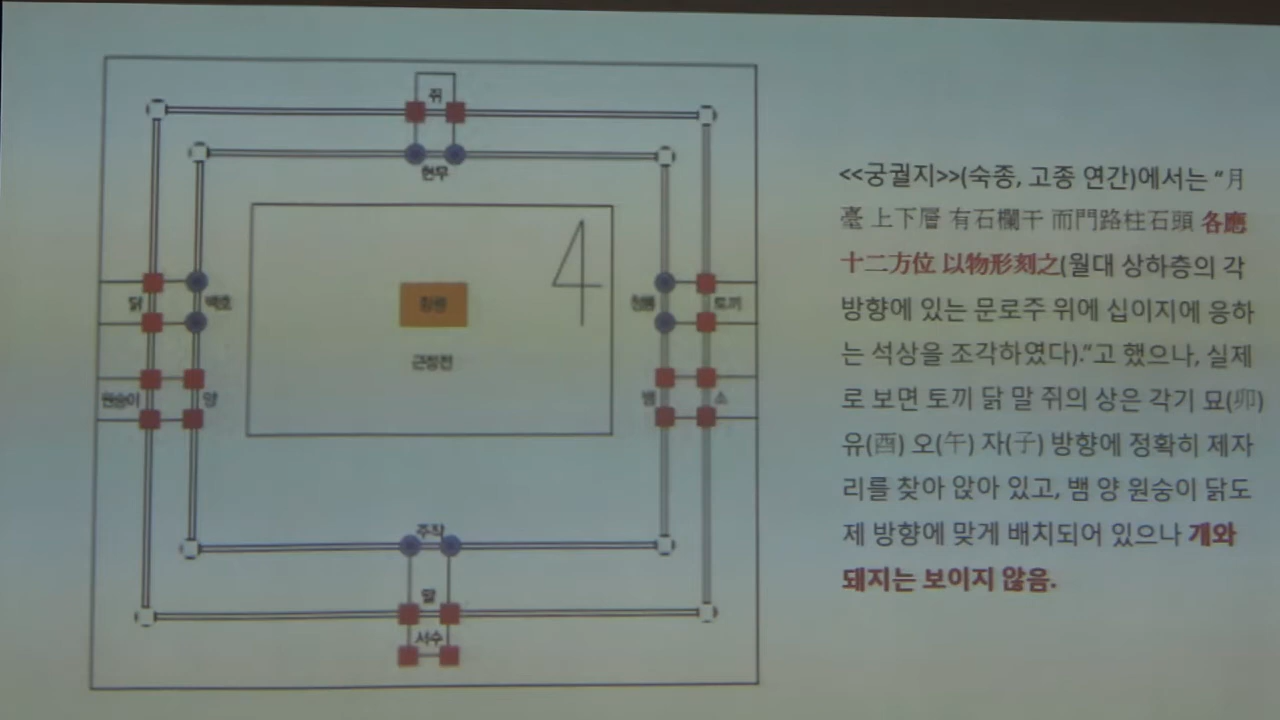 쥐
현무
닭
백호
청룡
토끼
근정전
원숭이
양
뱀
소
주작
말
서수
<<궁궐지>>(숙종, 고종 연간)에서는 “月
臺 上下層 有石欄干 而門路柱石頭 各應
十二方位 以物形刻之(월대 상하층의 각
방향에 있는 문로주 위에 십이지에 응하
는 석상을 조각하였다).“고 했으나, 실제
로 보면 토끼 닭 말 쥐의 상은 각기 묘(卯)
유(酉) 오(午) 자(子) 방향에 정확히 제자
리를 찾아 앉아 있고, 뱀 양 원숭이 닭도
제 방향에 맞게 배치되어 있으나 개와
돼지는 보이지 않음.